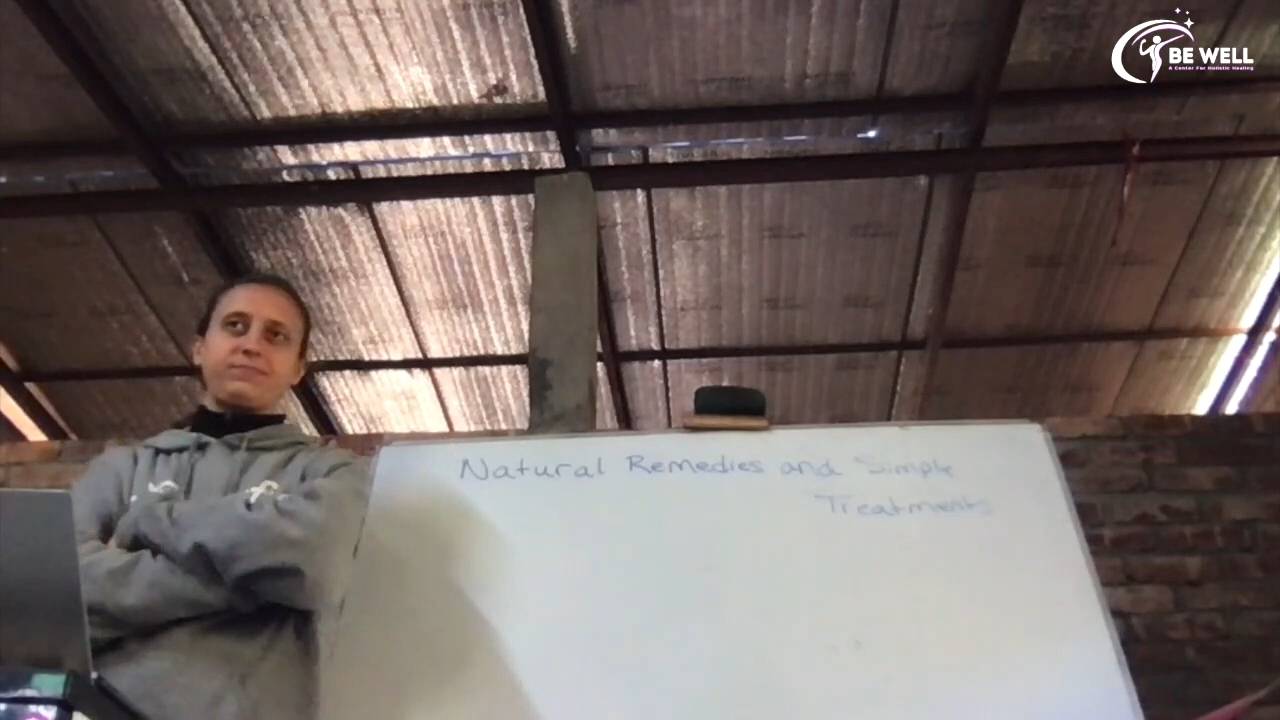 BE WELL
A Center For Holistic Healing
Natural Remedies and Simple
Treatments